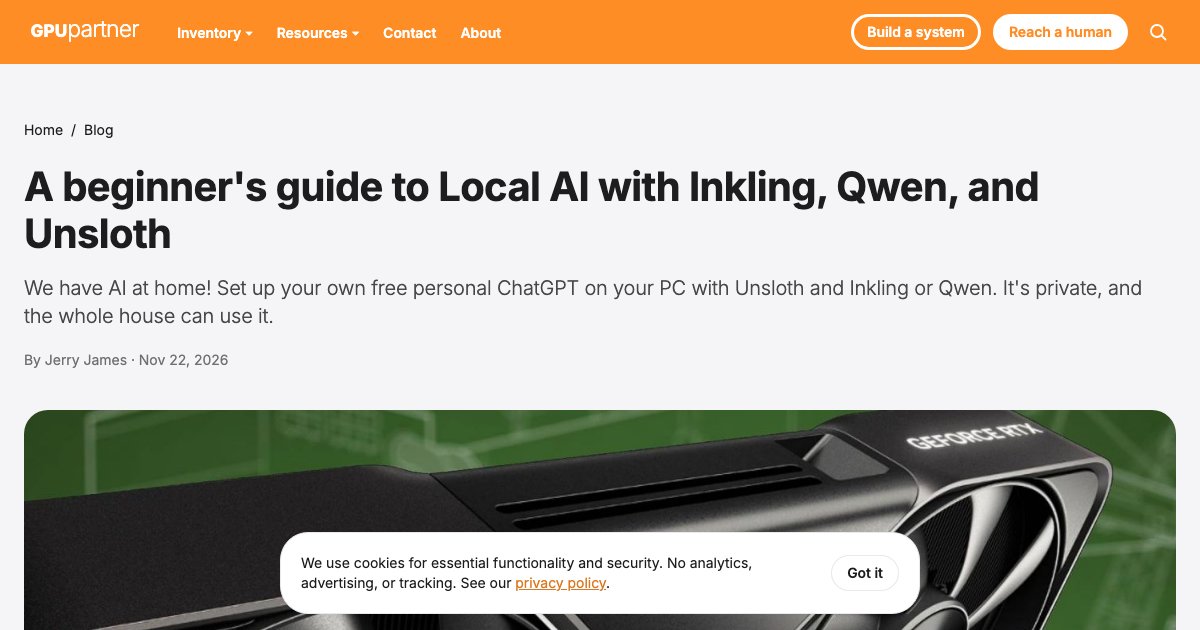 GPUpartner
Inventory
Resources
Contact
About
Build a system
Reach a human
Home / Blog
A beginner's guide to Local AI with Inkling, Qwen, and
Unsloth
We have AI at home! Set up your own free personal ChatGPT on your PC with Unsloth and Inkling or Qwen. It's private, and
the whole house can use it.
By Jerry James · Nov 22, 2026
GEFORCE RTX
We use cookies for essential functionality and security. No analytics,
advertising, or tracking. See our privacy policy.
Got it